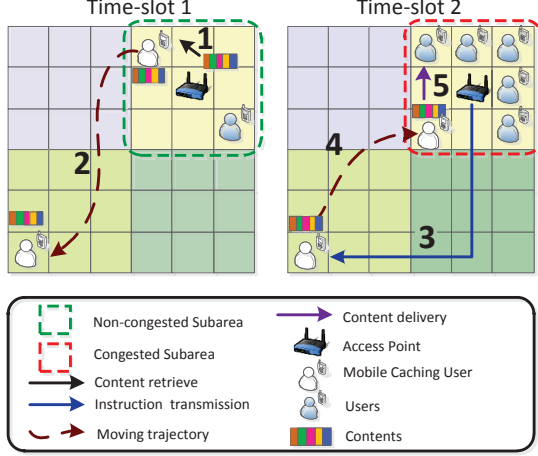 Time-slot 1
Time-slot 2
1
2
5
4
3
Non-congested Subarea
Congested Subarea
Content retrieve
Instruction transmission
Moving trajectory
Content delivery
Access Point
Mobile Caching User
Users
Contents